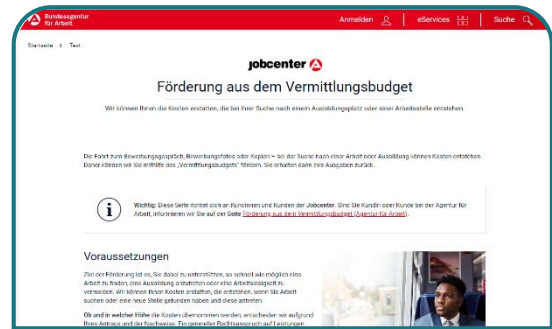 Bundesagentur
für Arbeit
Anmelden
eServices
Suche
Startseite > Text
jobcenter
Förderung aus dem Vermittlungsbudget
Wir können Ihnen die Kosten erstatten, die bei Ihrer Suche nach einem Ausbildungsplatz oder einer Arbeitsstelle entstehen.
Die Fahrt zum Bewerbungsgespräch, Bewerbungsfotos oder Kopien – bei der Suche nach einer Arbeit oder Ausbildung können Kosten entstehen.
Daher können wir Sie mithilfe des „Vermittlungsbudgets" fördern. Sie erhalten dann Ihre Ausgaben zurück.
Wichtig: Diese Seite richtet sich an Kundinnen und Kunden der Jobcenter. Sind Sie Kundin oder Kunde bei der Agentur für
Arbeit, informieren wir Sie auf der Seite Förderung aus dem Vermittlungsbudget (Agentur für Arbeit).
Voraussetzungen
Ziel der Förderung ist es, Sie dabei zu unterstützen, so schnell wie möglich eine
Arbeit zu finden, eine Ausbildung anzutreten oder eine Arbeitslosigkeit zu
vermeiden. Wir können Ihnen Kosten erstatten, die entstehen, wenn Sie Arbeit
suchen oder eine neue Stelle gefunden haben und diese antreten.
Ob und in welcher Höhe die Kosten übernommen werden, entscheiden wir aufgrund
Ihres Antrags und der Nachweise. Ein genereller Rechtsanspruch auf Leistungen